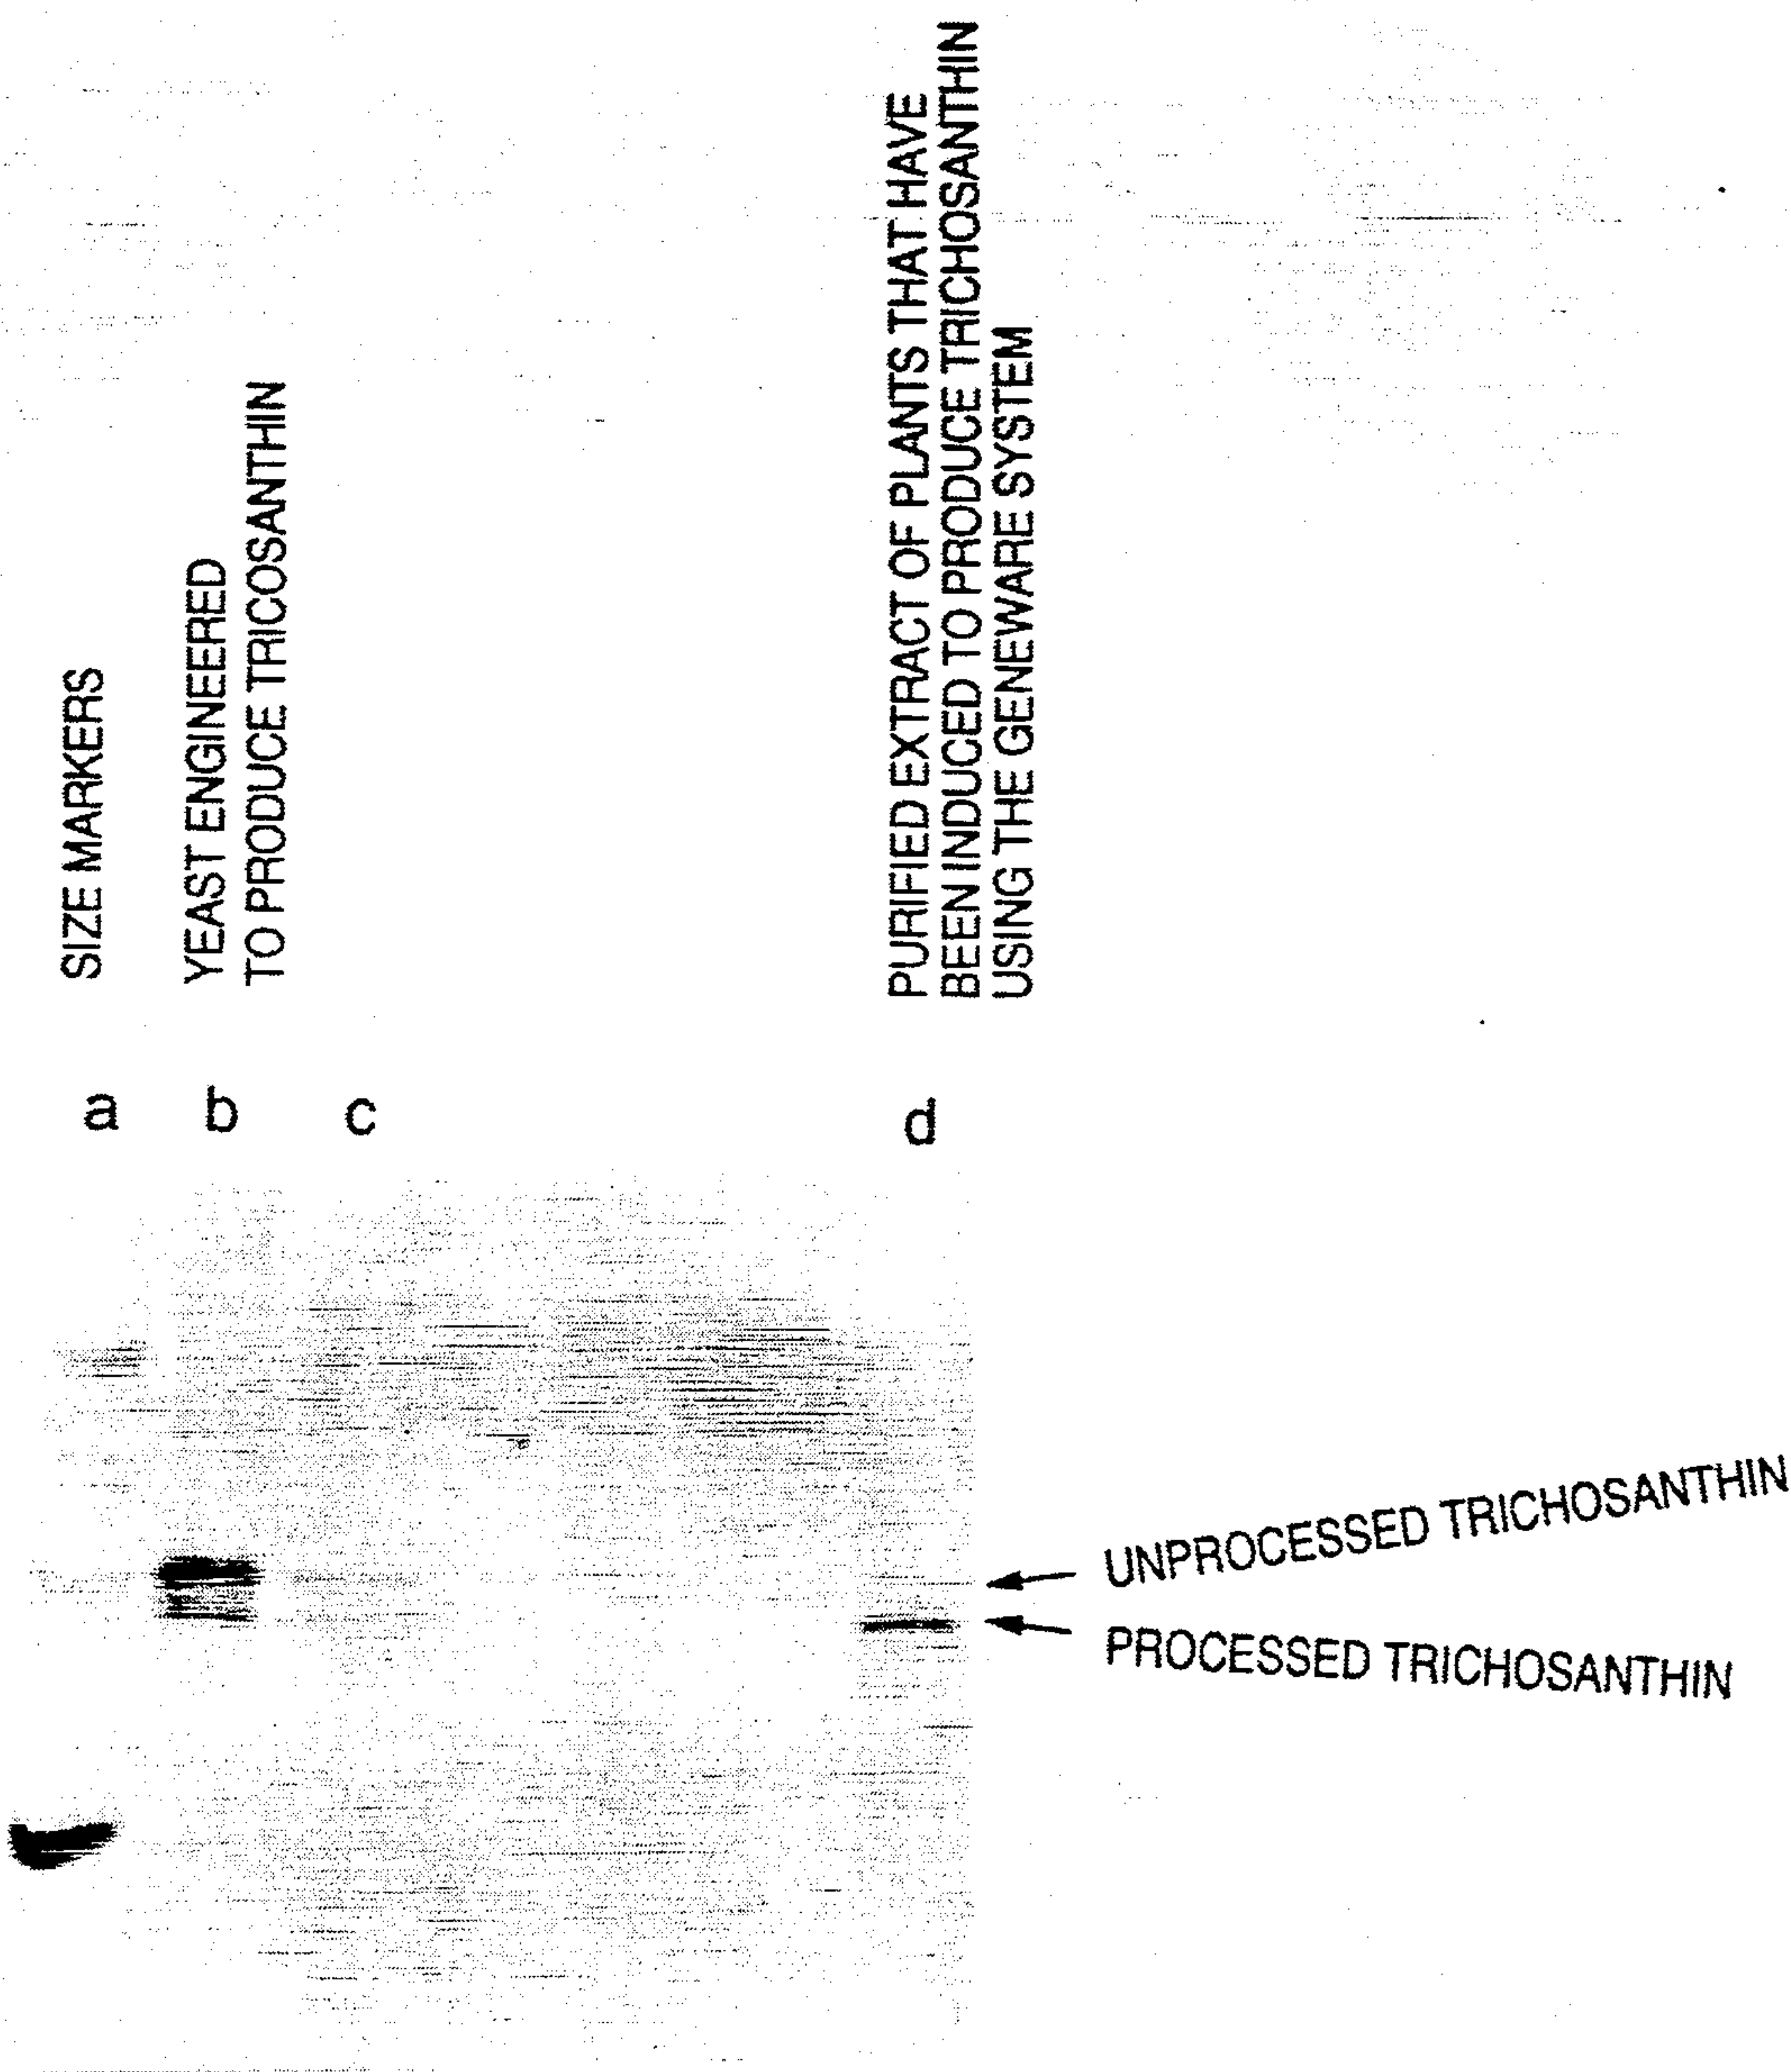 SIZE MARKERS
YEAST ENGINEERED
TO PRODUCE TRICOSANTHIN
PURIFIED EXTRACT OF PLANTS THAT HAVE
BEEN INDUCED TO PRODUCE TRICHOSANTHIN
USING THE GENEWARE SYSTEM
a
b
c
d
UNPROCESSED TRICHOSANTHIN
PROCESSED TRICHOSANTHIN